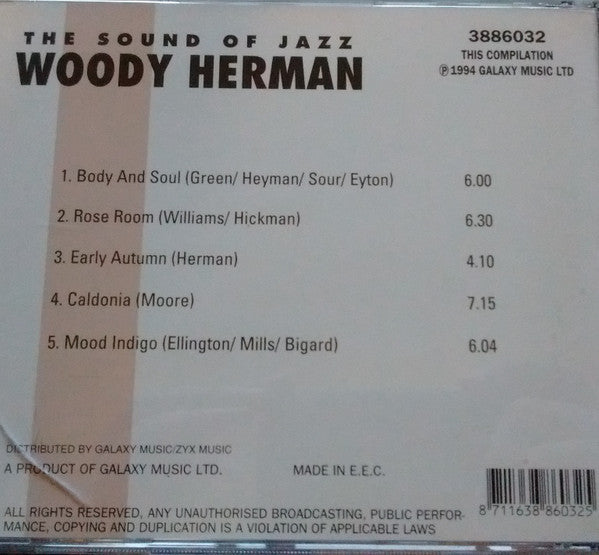 THE SOUND OF JAZZ
WOODY HERMAN
3886032
THIS COMPILATION
℗1994 GALAXY MUSIC LTD
1. Body And Soul (Green/ Heyman/ Sour/ Eyton) 6.00
2. Rose Room (Williams/ Hickman) 6.30
3. Early Autumn (Herman) 4.10
4. Caldonia (Moore) 7.15
5. Mood Indigo (Ellington/ Mills/ Bigard) 6.04
DISTRIBUTED BY GALAXY MUSIC/ZYX MUSIC
A PRODUCT OF GALAXY MUSIC LTD. MADE IN E.E.C.
ALL RIGHTS RESERVED, ANY UNAUTHORISED BROADCASTING, PUBLIC PERFOR-
MANCE, COPYING AND DUPLICATION IS A VIOLATION OF APPLICABLE LAWS
8 711638 860325